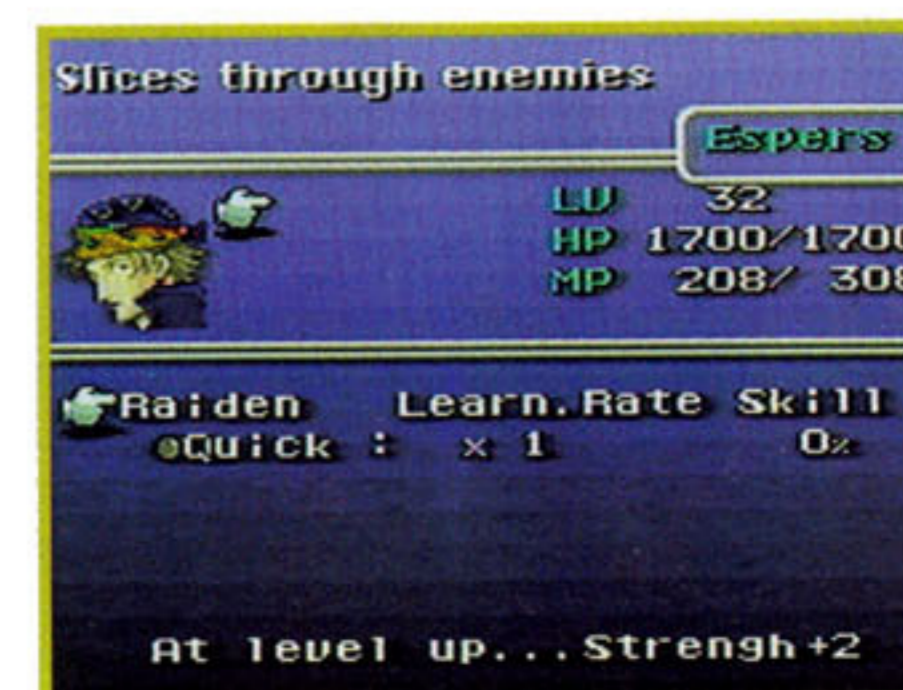 Slices through enemies
Espers
LV 32
HP 1700/1700
MP 208/ 308
Raiden Learn.Rate Skill
Quick : x 1 0%
At level up...Strengh+2